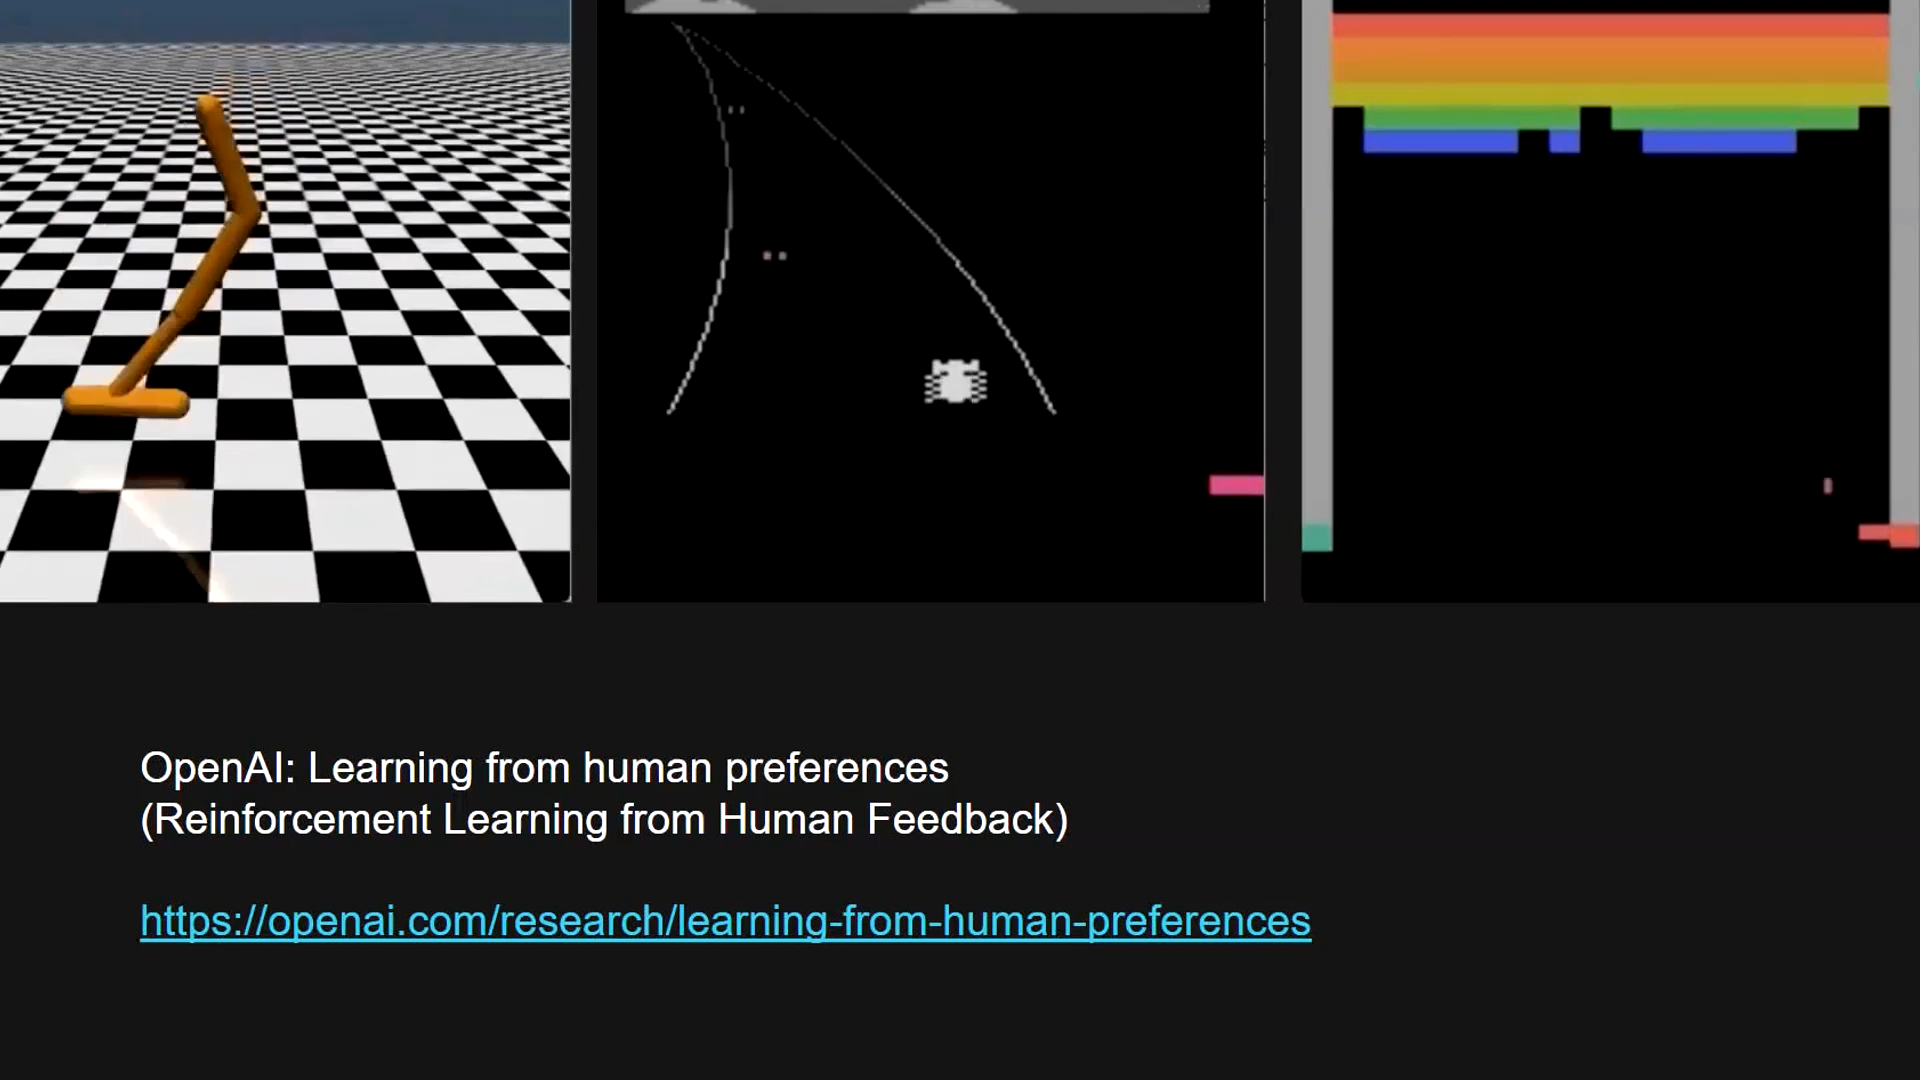 OpenAI: Learning from human preferences
(Reinforcement Learning from Human Feedback)
https://openai.com/research/learning-from-human-preferences